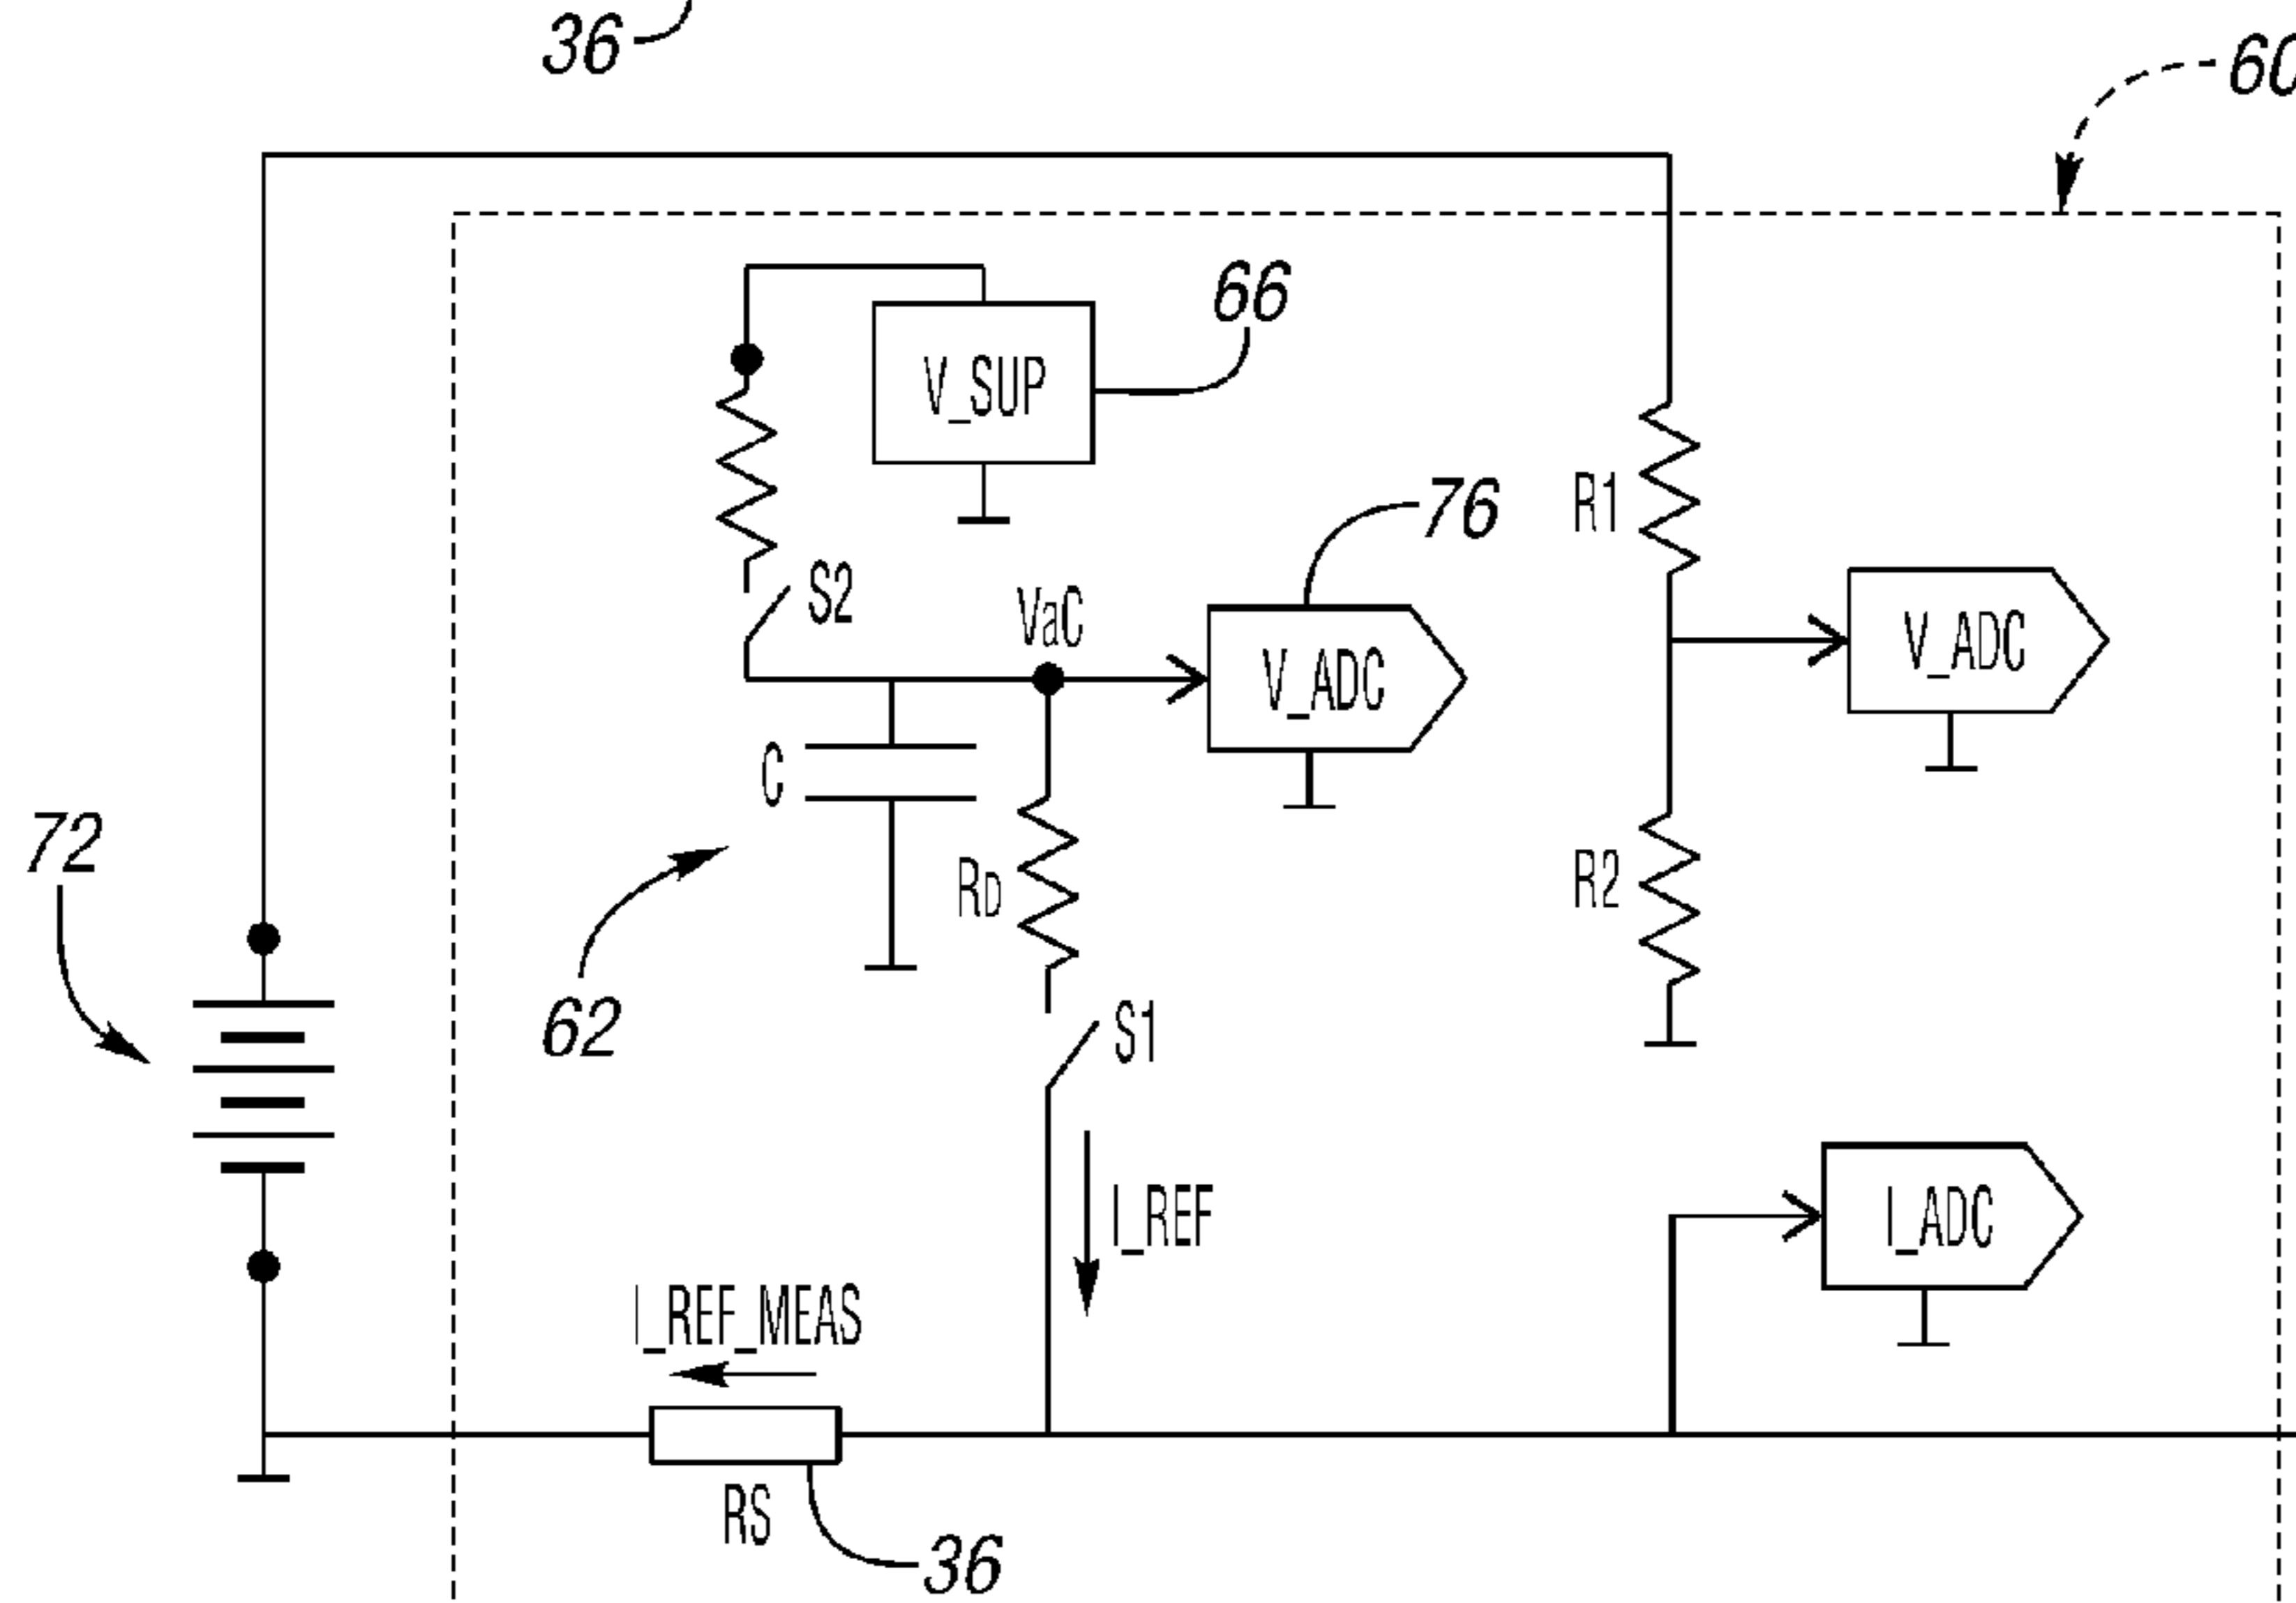 36
60
66
V_SUP
76
R1
S2
VaC
V_ADC
V_ADC
C
72
RD
R2
62
S1
I_REF
I_ADC
I_REF_MEAS
RS
36